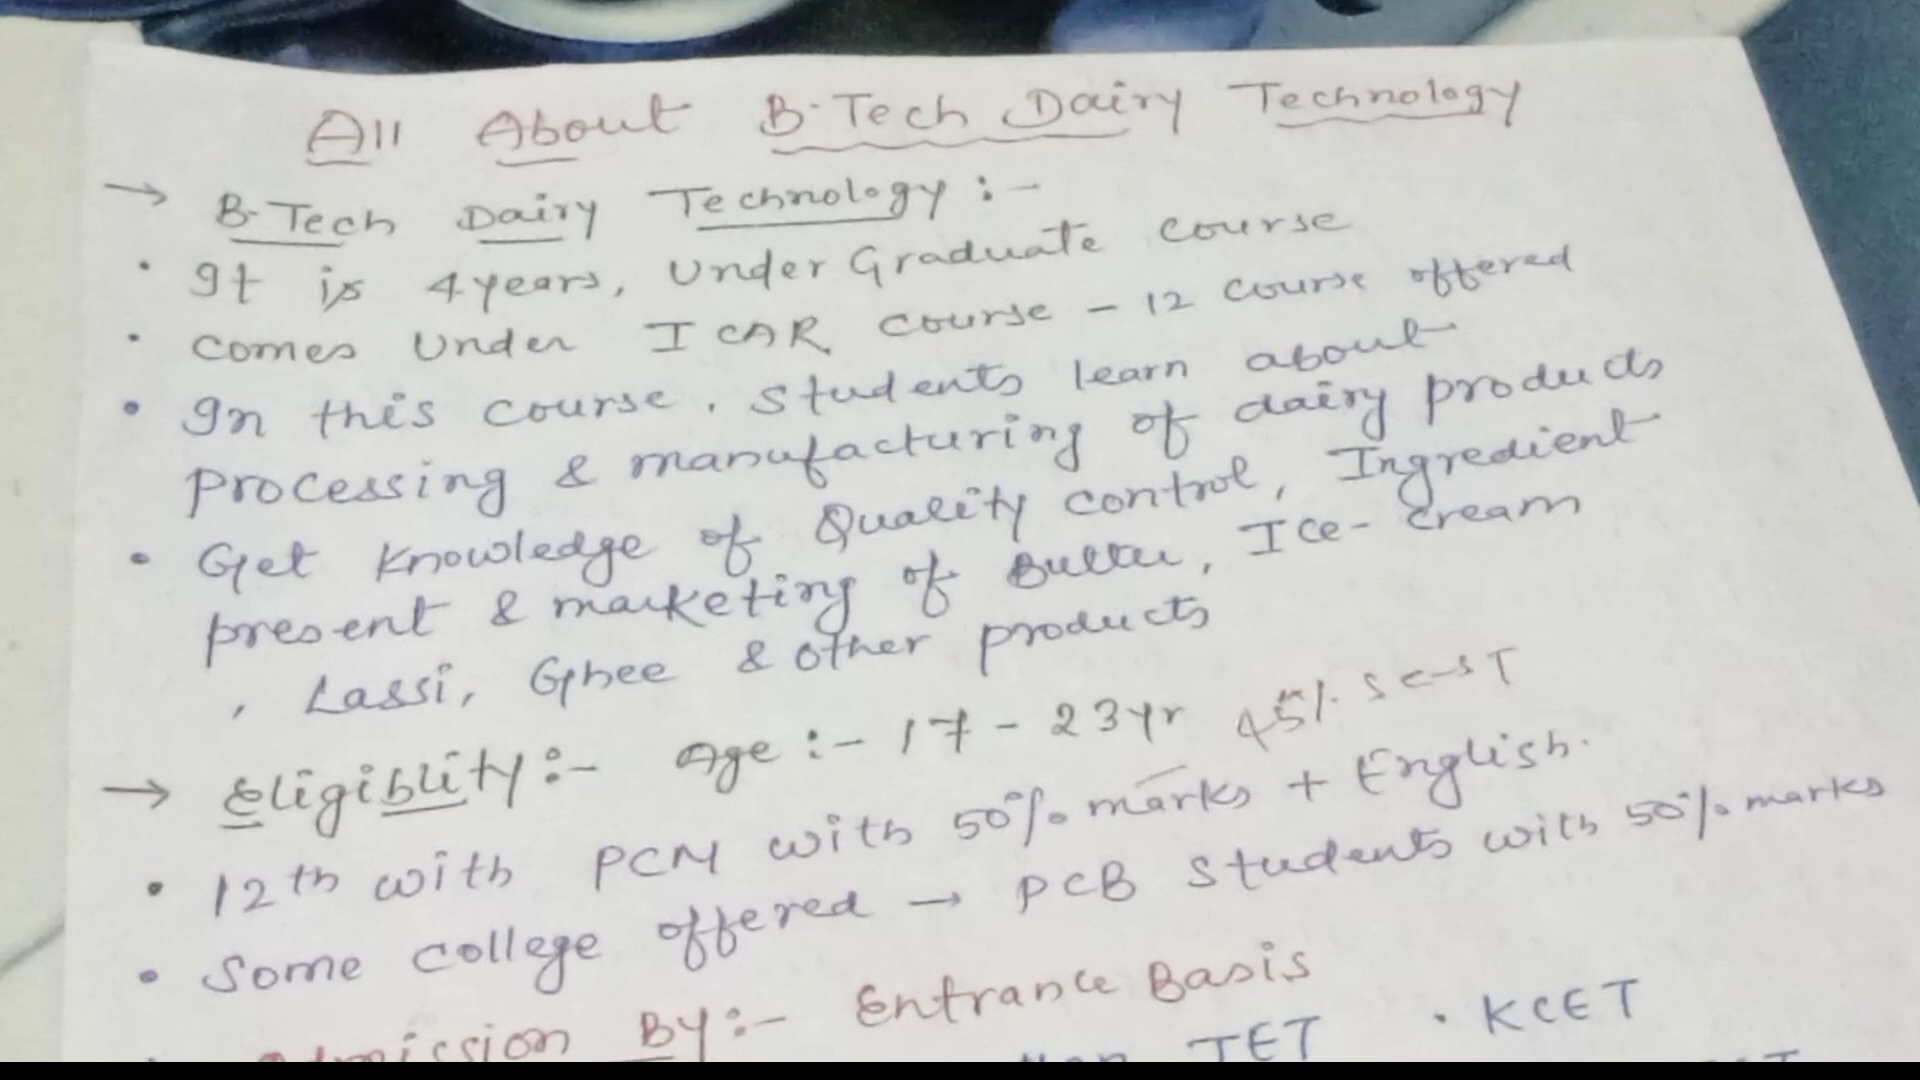 All About B.Tech Dairy Technology
→ B.Tech Dairy Technology :-
• It is 4 years, Under Graduate course
• comes Under ICAR course - 12 course offered
• In this course, students learn about
processing & manufacturing of dairy products
• Get knowledge of Quality control, Ingredient
present & marketing of Butter, Ice-cream
, Lassi, Ghee & other products
→ Eligiblity :- Age :- 17 - 23 yr 45% SC-ST
• 12th with PCM with 50% marks + English.
• Some college offered → PCB students with 50% marks
Admission By :- Entrance Basis
TET • KCET